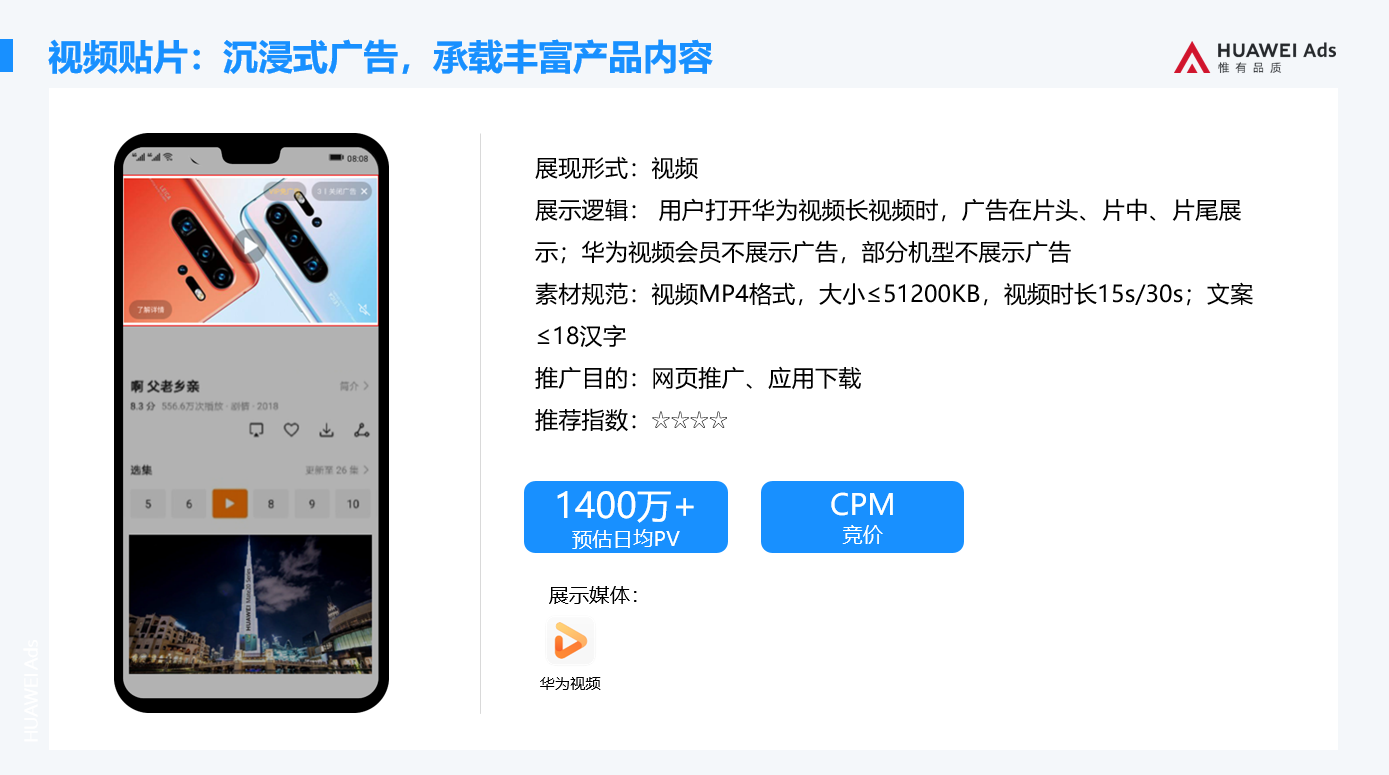 视频贴片：沉浸式广告，承载丰富产品内容
HUAWEI Ads
惟有品质
08:08
3 | 关闭广告 ✕
了解详情
啊 父老乡亲
简介 >
8.3 分 556.6万次播放 · 剧情 · 2018
选集
更新至 26 集 >
5 6 8 9 10
HUAWEI Mate20 Series
展现形式：视频
展示逻辑： 用户打开华为视频长视频时，广告在片头、片中、片尾展
示；华为视频会员不展示广告，部分机型不展示广告
素材规范：视频MP4格式，大小≤51200KB，视频时长15s/30s；文案
≤18汉字
推广目的：网页推广、应用下载
推荐指数：☆☆☆☆
1400万+
预估日均PV
CPM
竞价
展示媒体：
华为视频
HUAWEI Ads